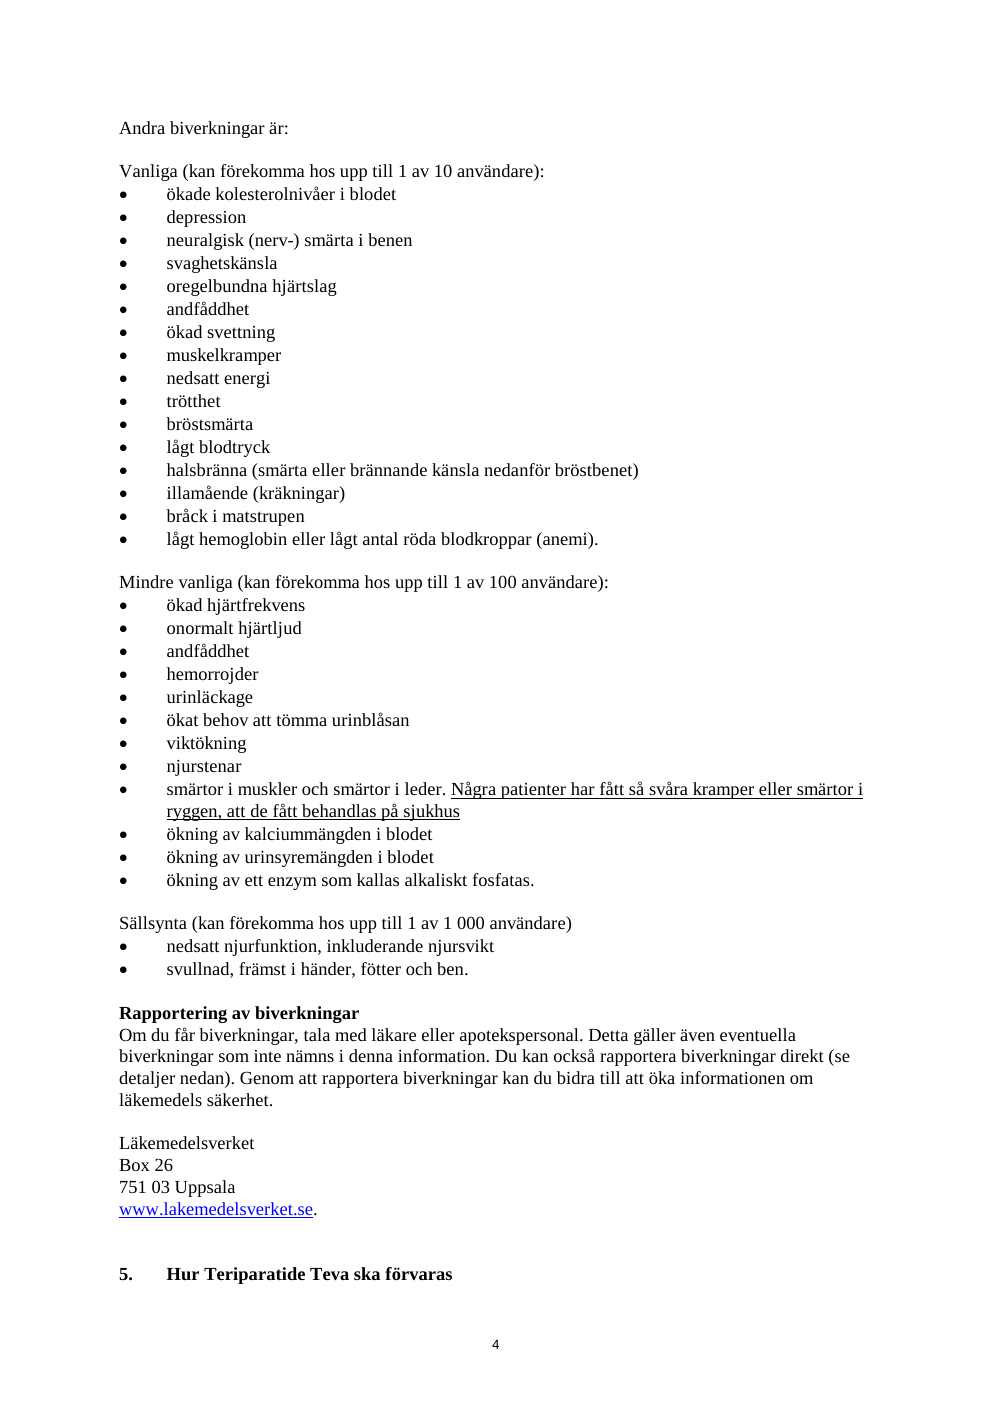 Andra biverkningar är:
Vanliga (kan förekomma hos upp till 1 av 10 användare):
• ökade kolesterolnivåer i blodet
• depression
• neuralgisk (nerv-) smärta i benen
• svaghetskänsla
• oregelbundna hjärtslag
• andfåddhet
• ökad svettning
• muskelkramper
• nedsatt energi
• trötthet
• bröstsmärta
• lågt blodtryck
• halsbränna (smärta eller brännande känsla nedanför bröstbenet)
• illamående (kräkningar)
• bråck i matstrupen
• lågt hemoglobin eller lågt antal röda blodkroppar (anemi).
Mindre vanliga (kan förekomma hos upp till 1 av 100 användare):
• ökad hjärtfrekvens
• onormalt hjärtljud
• andfåddhet
• hemorrojder
• urinläckage
• ökat behov att tömma urinblåsan
• viktökning
• njurstenar
• smärtor i muskler och smärtor i leder. Några patienter har fått så svåra kramper eller smärtor i
ryggen, att de fått behandlas på sjukhus
• ökning av kalciummängden i blodet
• ökning av urinsyremängden i blodet
• ökning av ett enzym som kallas alkaliskt fosfatas.
Sällsynta (kan förekomma hos upp till 1 av 1 000 användare)
• nedsatt njurfunktion, inkluderande njursvikt
• svullnad, främst i händer, fötter och ben.
Rapportering av biverkningar
Om du får biverkningar, tala med läkare eller apotekspersonal. Detta gäller även eventuella
biverkningar som inte nämns i denna information. Du kan också rapportera biverkningar direkt (se
detaljer nedan). Genom att rapportera biverkningar kan du bidra till att öka informationen om
läkemedels säkerhet.
Läkemedelsverket
Box 26
751 03 Uppsala
www.lakemedelsverket.se.
5. Hur Teriparatide Teva ska förvaras
4